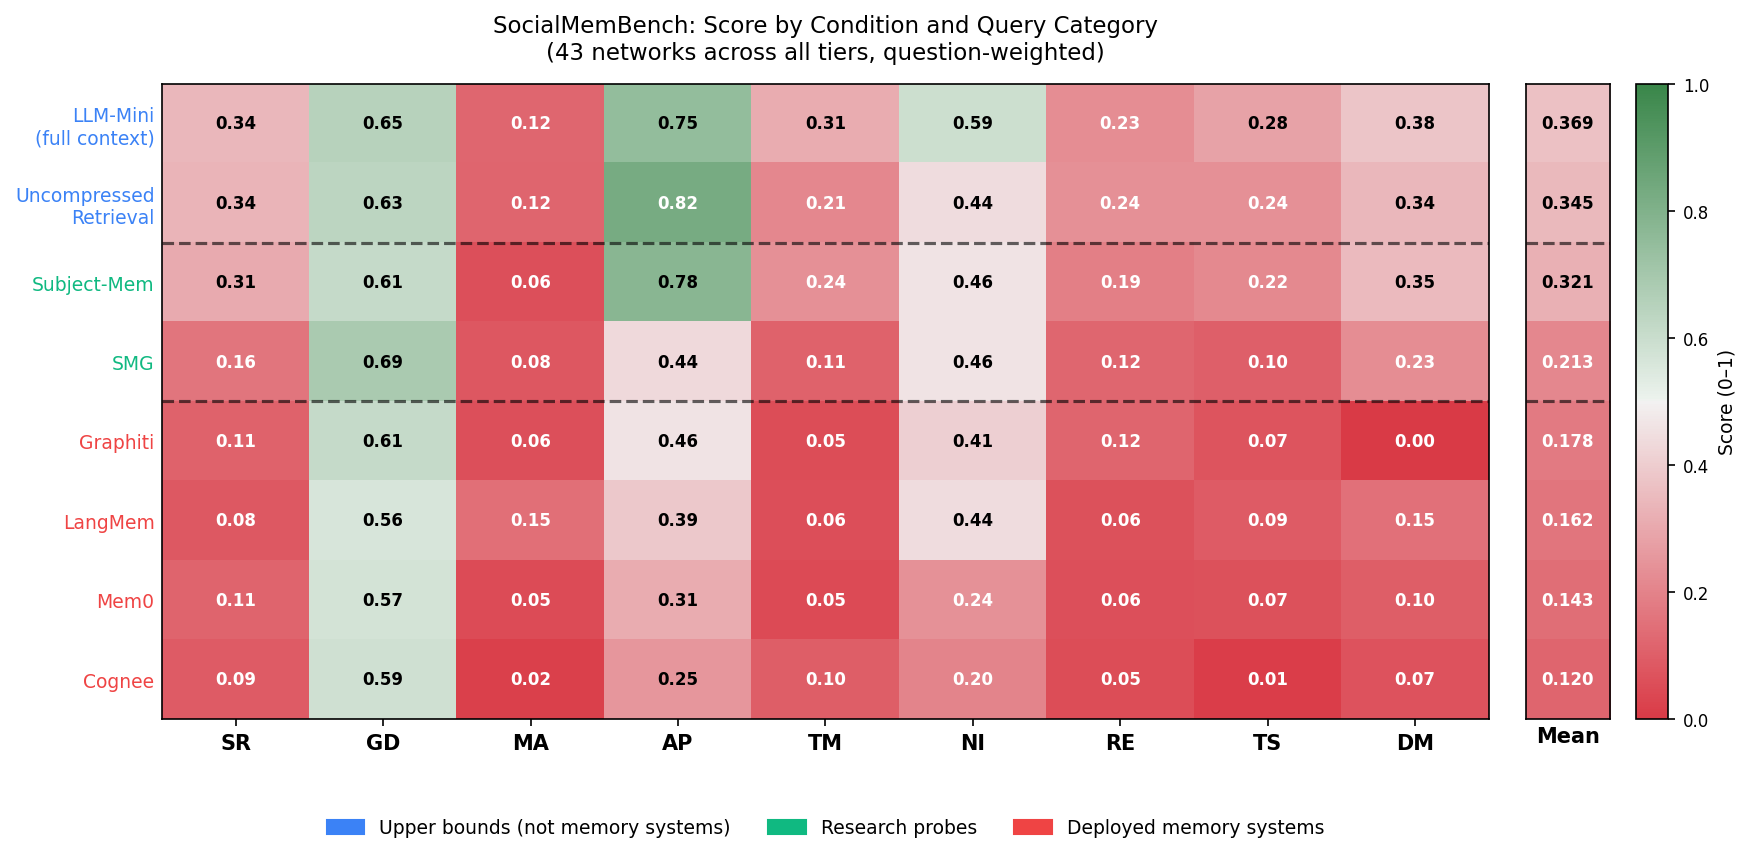 SocialMemBench: Score by Condition and Query Category
(43 networks across all tiers, question-weighted)
LLM-Mini
(full context)
0.34 0.65 0.12 0.75 0.31 0.59 0.23 0.28 0.38 0.369
Uncompressed
Retrieval
0.34 0.63 0.12 0.82 0.21 0.44 0.24 0.24 0.34 0.345
Subject-Mem 0.31 0.61 0.06 0.78 0.24 0.46 0.19 0.22 0.35 0.321
SMG 0.16 0.69 0.08 0.44 0.11 0.46 0.12 0.10 0.23 0.213
Graphiti 0.11 0.61 0.06 0.46 0.05 0.41 0.12 0.07 0.00 0.178
LangMem 0.08 0.56 0.15 0.39 0.06 0.44 0.06 0.09 0.15 0.162
Mem0 0.11 0.57 0.05 0.31 0.05 0.24 0.06 0.07 0.10 0.143
Cognee 0.09 0.59 0.02 0.25 0.10 0.20 0.05 0.01 0.07 0.120
SR GD MA AP TM NI RE TS DM Mean
1.0
0.8
0.6
0.4
0.2
0.0
Score (0–1)
Upper bounds (not memory systems) Research probes Deployed memory systems